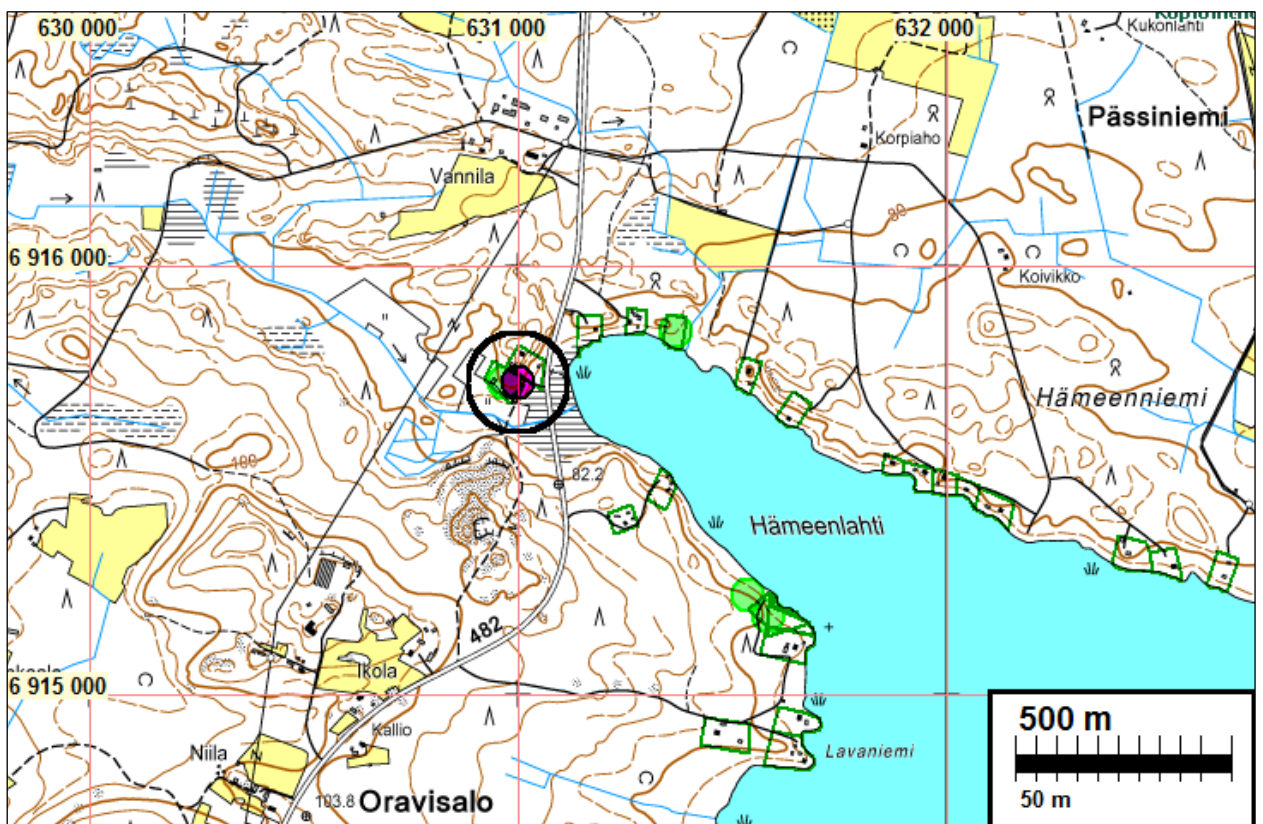 630 000
631 000
632 000
Kukonlahti
Pässiniemi
Korpiaho
Vannila
80
6 916 000
Koivikko
Hämeenniemi
100
82.2
Hämeenlahti
482
Ikola
6 915 000
Kallio
Niila
Lavaniemi
103.8
Oravisalo
500 m
50 m